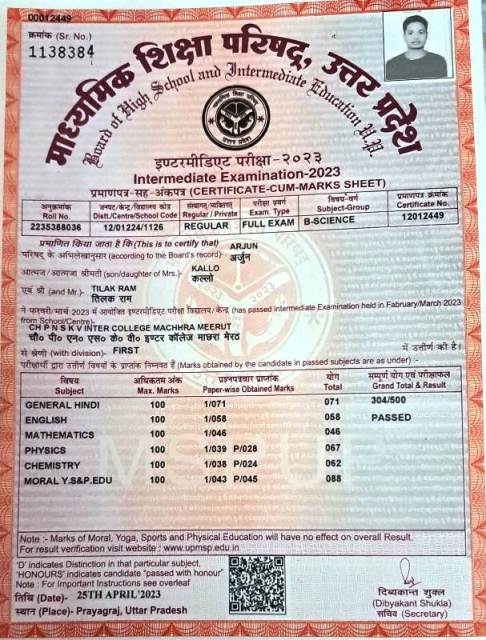 00012449
क्रमांक (Sr. No.)
1138384
माध्यमिक शिक्षा परिषद्, उत्तर प्रदेश
Board of High School and Intermediate Education U.P.
इण्टरमीडिएट परीक्षा-२०२३
Intermediate Examination-2023
प्रमाणपत्र-सह-अंकपत्र (CERTIFICATE-CUM-MARKS SHEET)
अनुक्रमांक जनपद/केन्द्र/विद्यालय कोड संस्थागत/व्यक्तिगत परीक्षा प्रवर्ग विषय-वर्ग प्रमाणपत्र क्रमांक
Roll No. Distt./Centre/School Code Regular / Private Exam. Type Subject-Group Certificate No.
2235388036 12/01224/1126 REGULAR FULL EXAM B-SCIENCE 12012449
प्रमाणित किया जाता है कि (This is to certify that) ARJUN
परिषद् के अभिलेखानुसार (according to the Board's record) अर्जुन
आत्मज/आत्मजा श्रीमती (son/daughter of Mrs.) KALLO
कल्लो
एवं श्री (and Mr.) TILAK RAM
तिलक राम
ने फरवरी/मार्च 2023 में आयोजित इण्टरमीडिएट परीक्षा विद्यालय/केन्द्र (has passed Intermediate Examination held in Fabruary/March 2023
from School/Centre)
CH P N S K V INTER COLLEGE MACHHRA MEERUT
चौ० पी० एन० एस० के० वी० इण्टर कॉलेज माछरा मेरठ
से श्रेणी (with division) FIRST में उत्तीर्ण की है।
परीक्षार्थी द्वारा उत्तीर्ण विषयों के प्राप्तांक निम्नवत हैं (Marks obtained by the candidate in passed subjects are as under) :-
विषय अधिकतम अंक प्रश्नपत्रवार प्राप्तांक योग सम्पूर्ण योग एवं परीक्षाफल
Subject Max. Marks Paper-wise Obtained Marks Total Grand Total & Result
GENERAL HINDI 100 1/071 071 304/500
ENGLISH 100 1/058 058 PASSED
MATHEMATICS 100 1/046 046
PHYSICS 100 1/039 P/028 067
CHEMISTRY 100 1/038 P/024 062
MORAL Y.S&P.EDU 100 1/043 P/045 088
Note :- Marks of Moral, Yoga, Sports and Physical Education will have no effect on overall Result.
For result verification visit website : www.upmsp.edu.in
'D' indicates Distinction in that particular subject,
'HONOURS' indicates candidate "passed with honour"
Note : For Important Instructions see overleaf
तिथि (Date)- 25TH APRIL'2023
स्थान (Place)- Prayagraj, Uttar Pradesh
दिब्यकान्त शुक्ल
(Dibyakant Shukla)
सचिव (Secretary)